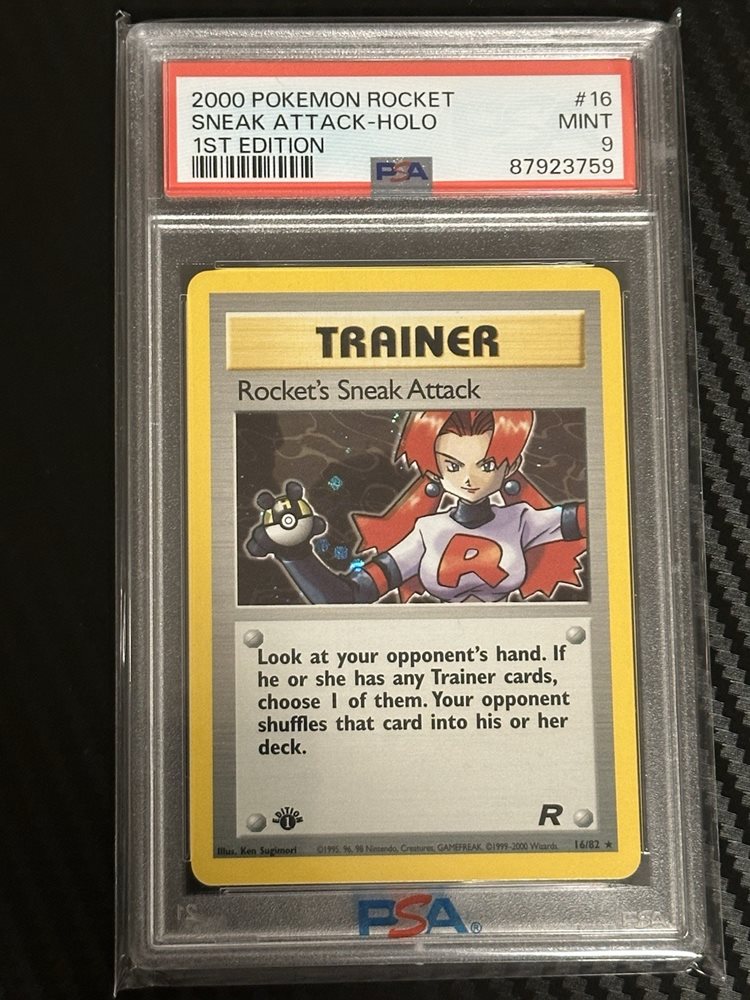 2000 POKEMON ROCKET #16
SNEAK ATTACK-HOLO MINT
1ST EDITION 9
PSA 87923759
TRAINER
Rocket's Sneak Attack
R
Look at your opponent's hand. If
he or she has any Trainer cards,
choose 1 of them. Your opponent
shuffles that card into his or her
deck.
EDITION
1
R
Illus. Ken Sugimori ©1995, 96, 98 Nintendo, Creatures, GAMEFREAK. ©1999-2000 Wizards. 16/82 ★
PSA®